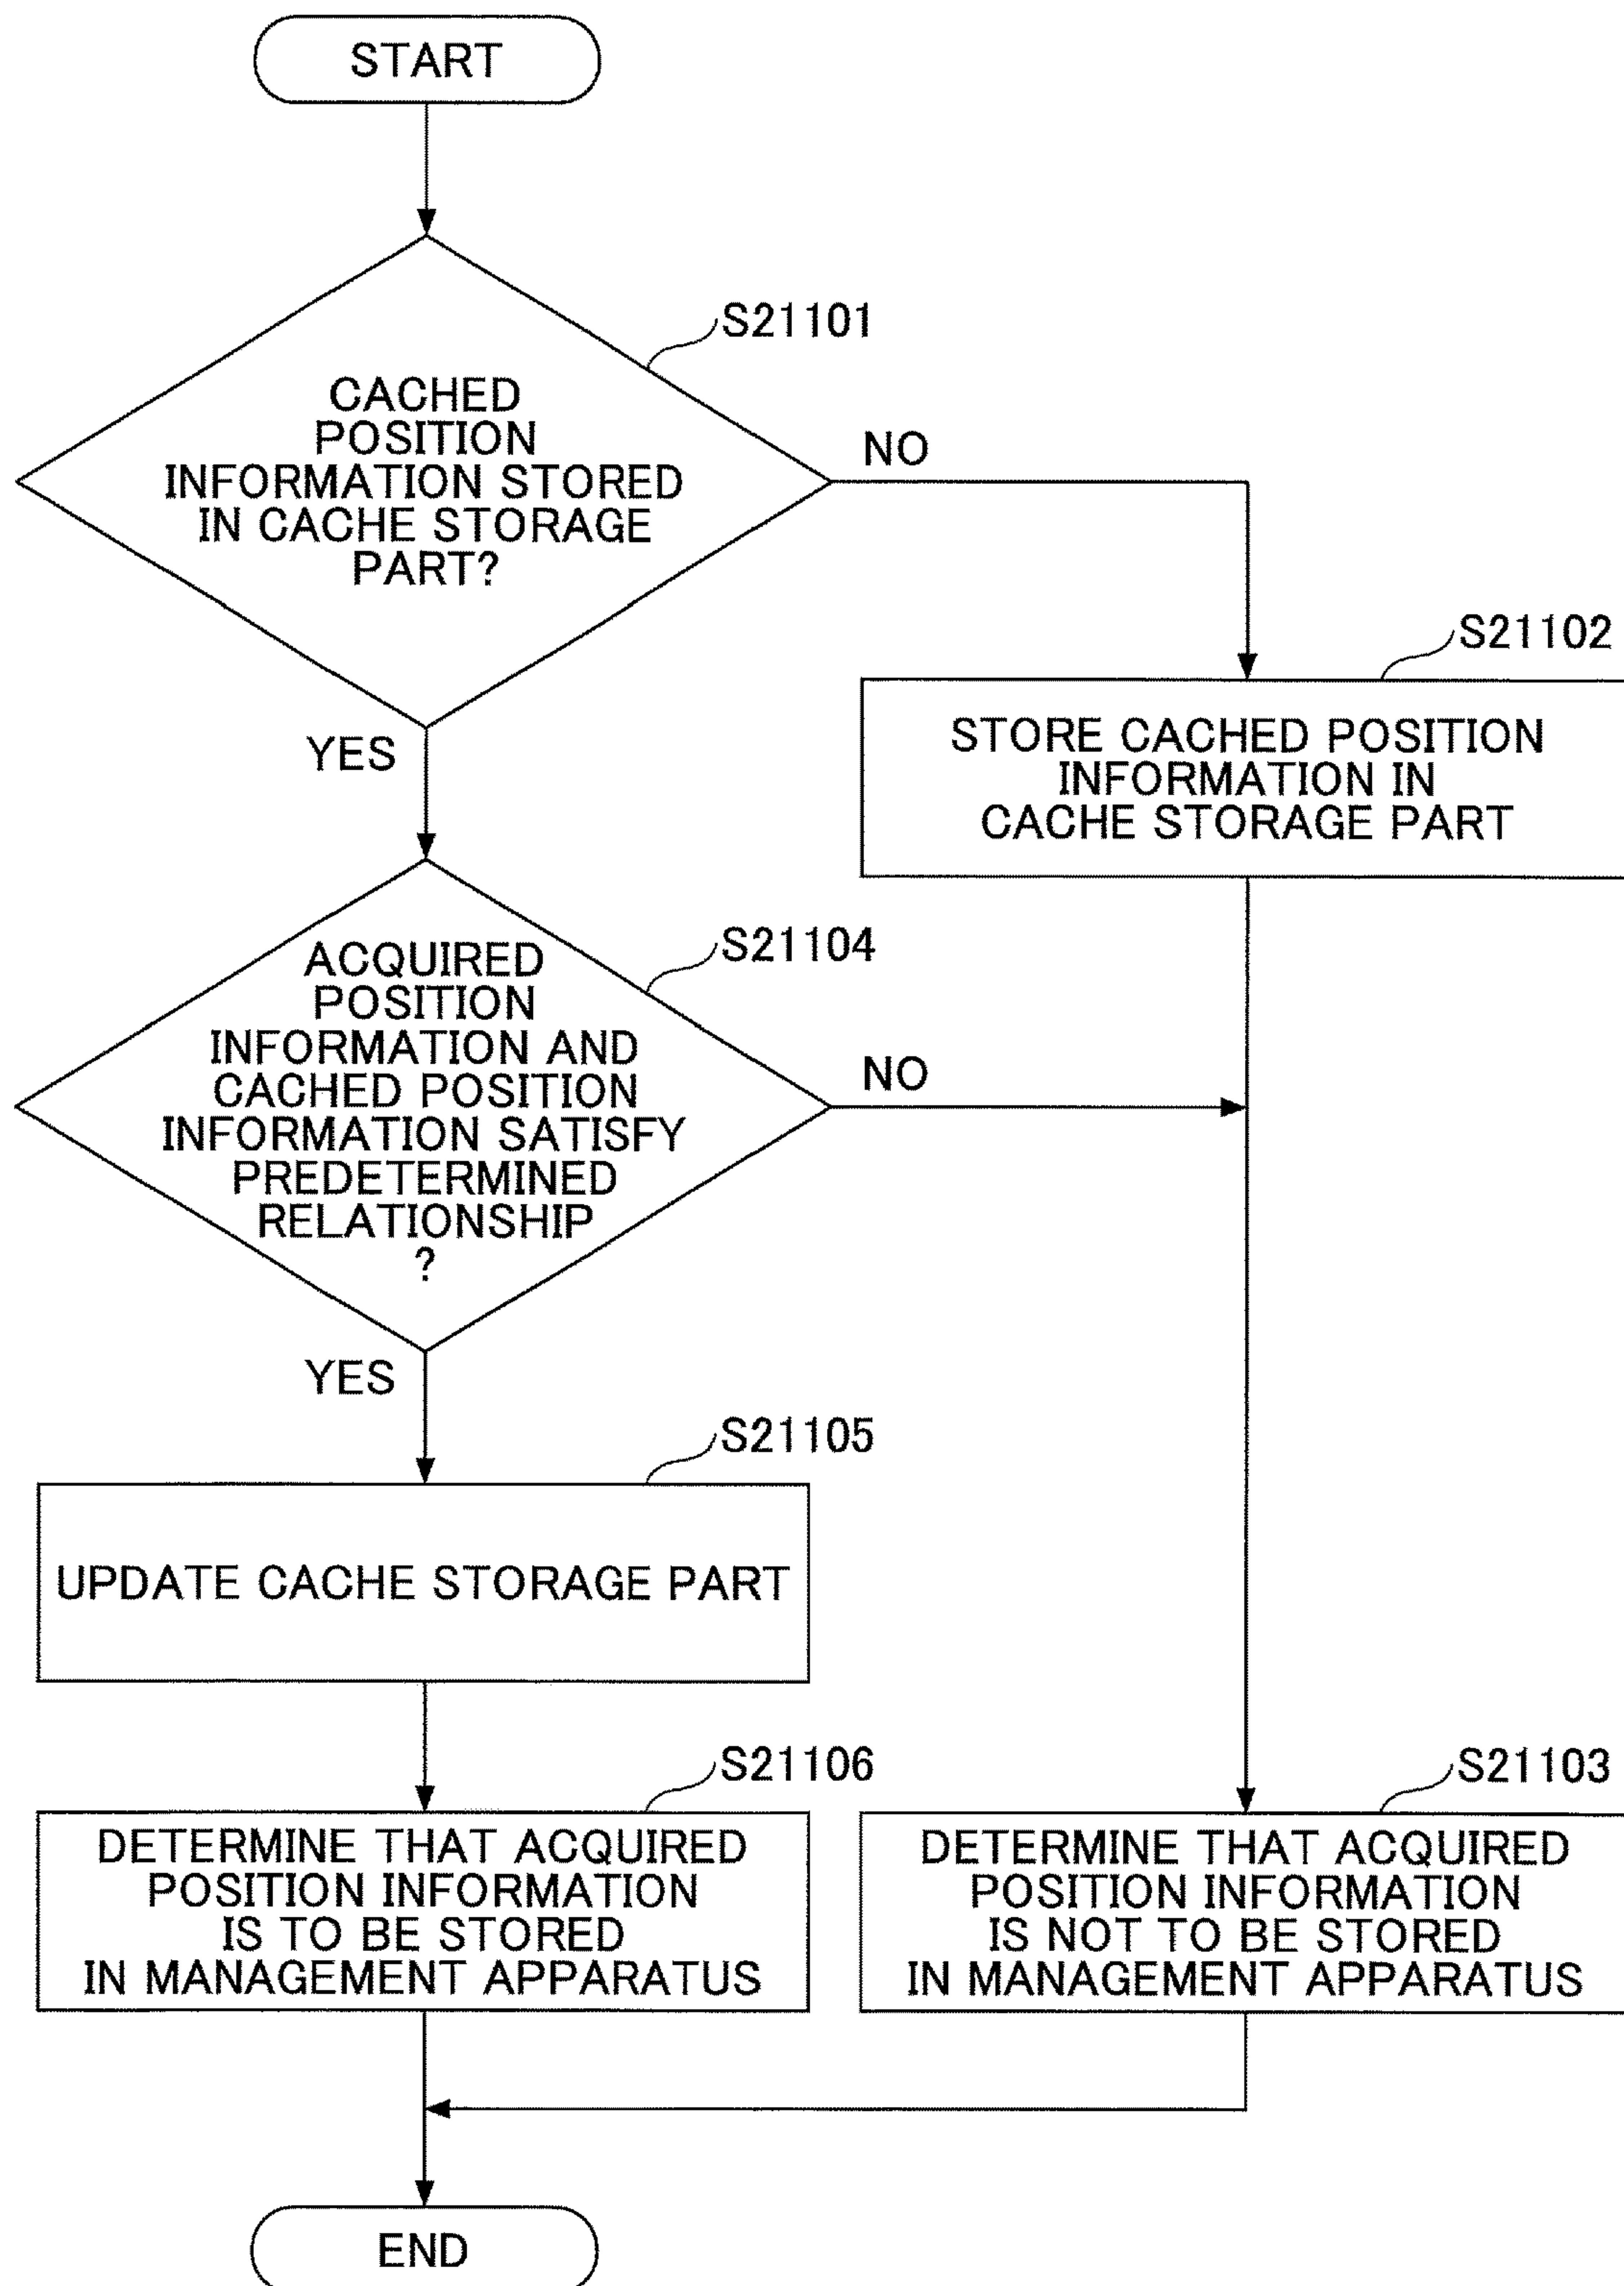 START
S21101
CACHED
POSITION
INFORMATION STORED
IN CACHE STORAGE
PART?
NO
YES
S21102
STORE CACHED POSITION
INFORMATION IN
CACHE STORAGE PART
S21104
ACQUIRED
POSITION
INFORMATION AND
CACHED POSITION
INFORMATION SATISFY
PREDETERMINED
RELATIONSHIP
?
NO
YES
S21105
UPDATE CACHE STORAGE PART
S21106
DETERMINE THAT ACQUIRED
POSITION INFORMATION
IS TO BE STORED
IN MANAGEMENT APPARATUS
S21103
DETERMINE THAT ACQUIRED
POSITION INFORMATION
IS NOT TO BE STORED
IN MANAGEMENT APPARATUS
END